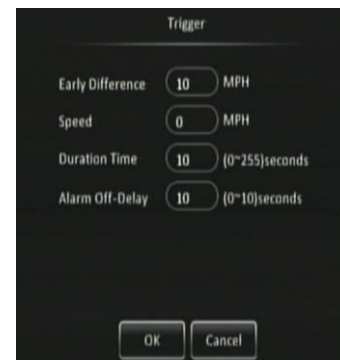 Trigger
Early Difference 10 MPH
Speed 0 MPH
Duration Time 10 (0~255)seconds
Alarm Off-Delay 10 (0~10)seconds
OK Cancel